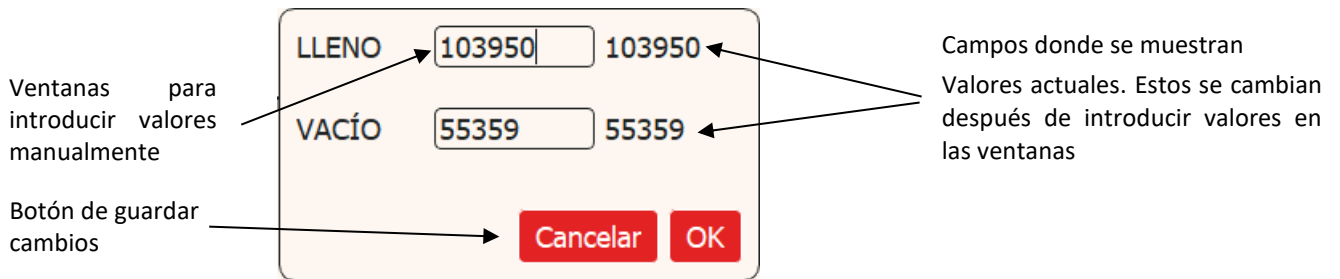 LLENO 103950 103950
VACÍO 55359 55359
Cancelar OK
Ventanas para
introducir valores
manualmente
Botón de guardar
cambios
Campos donde se muestran
Valores actuales. Estos se cambian
después de introducir valores en
las ventanas